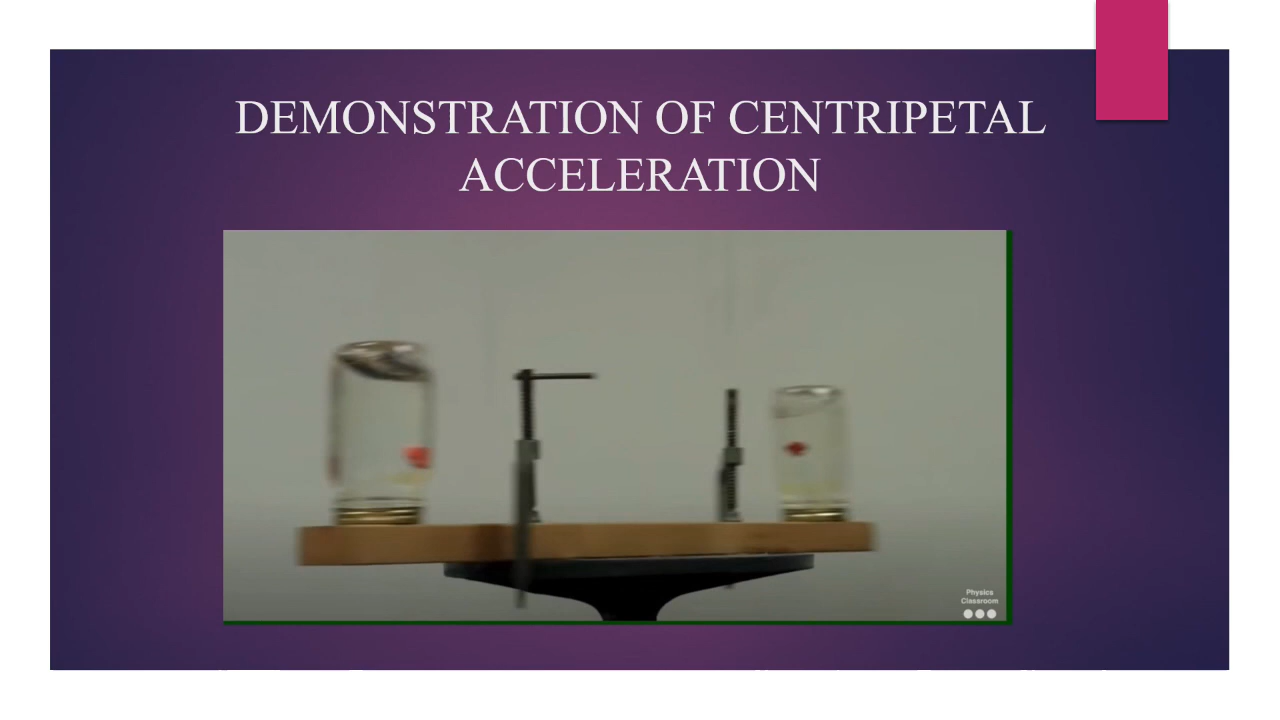 DEMONSTRATION OF CENTRIPETAL
ACCELERATION
Physics
Classroom